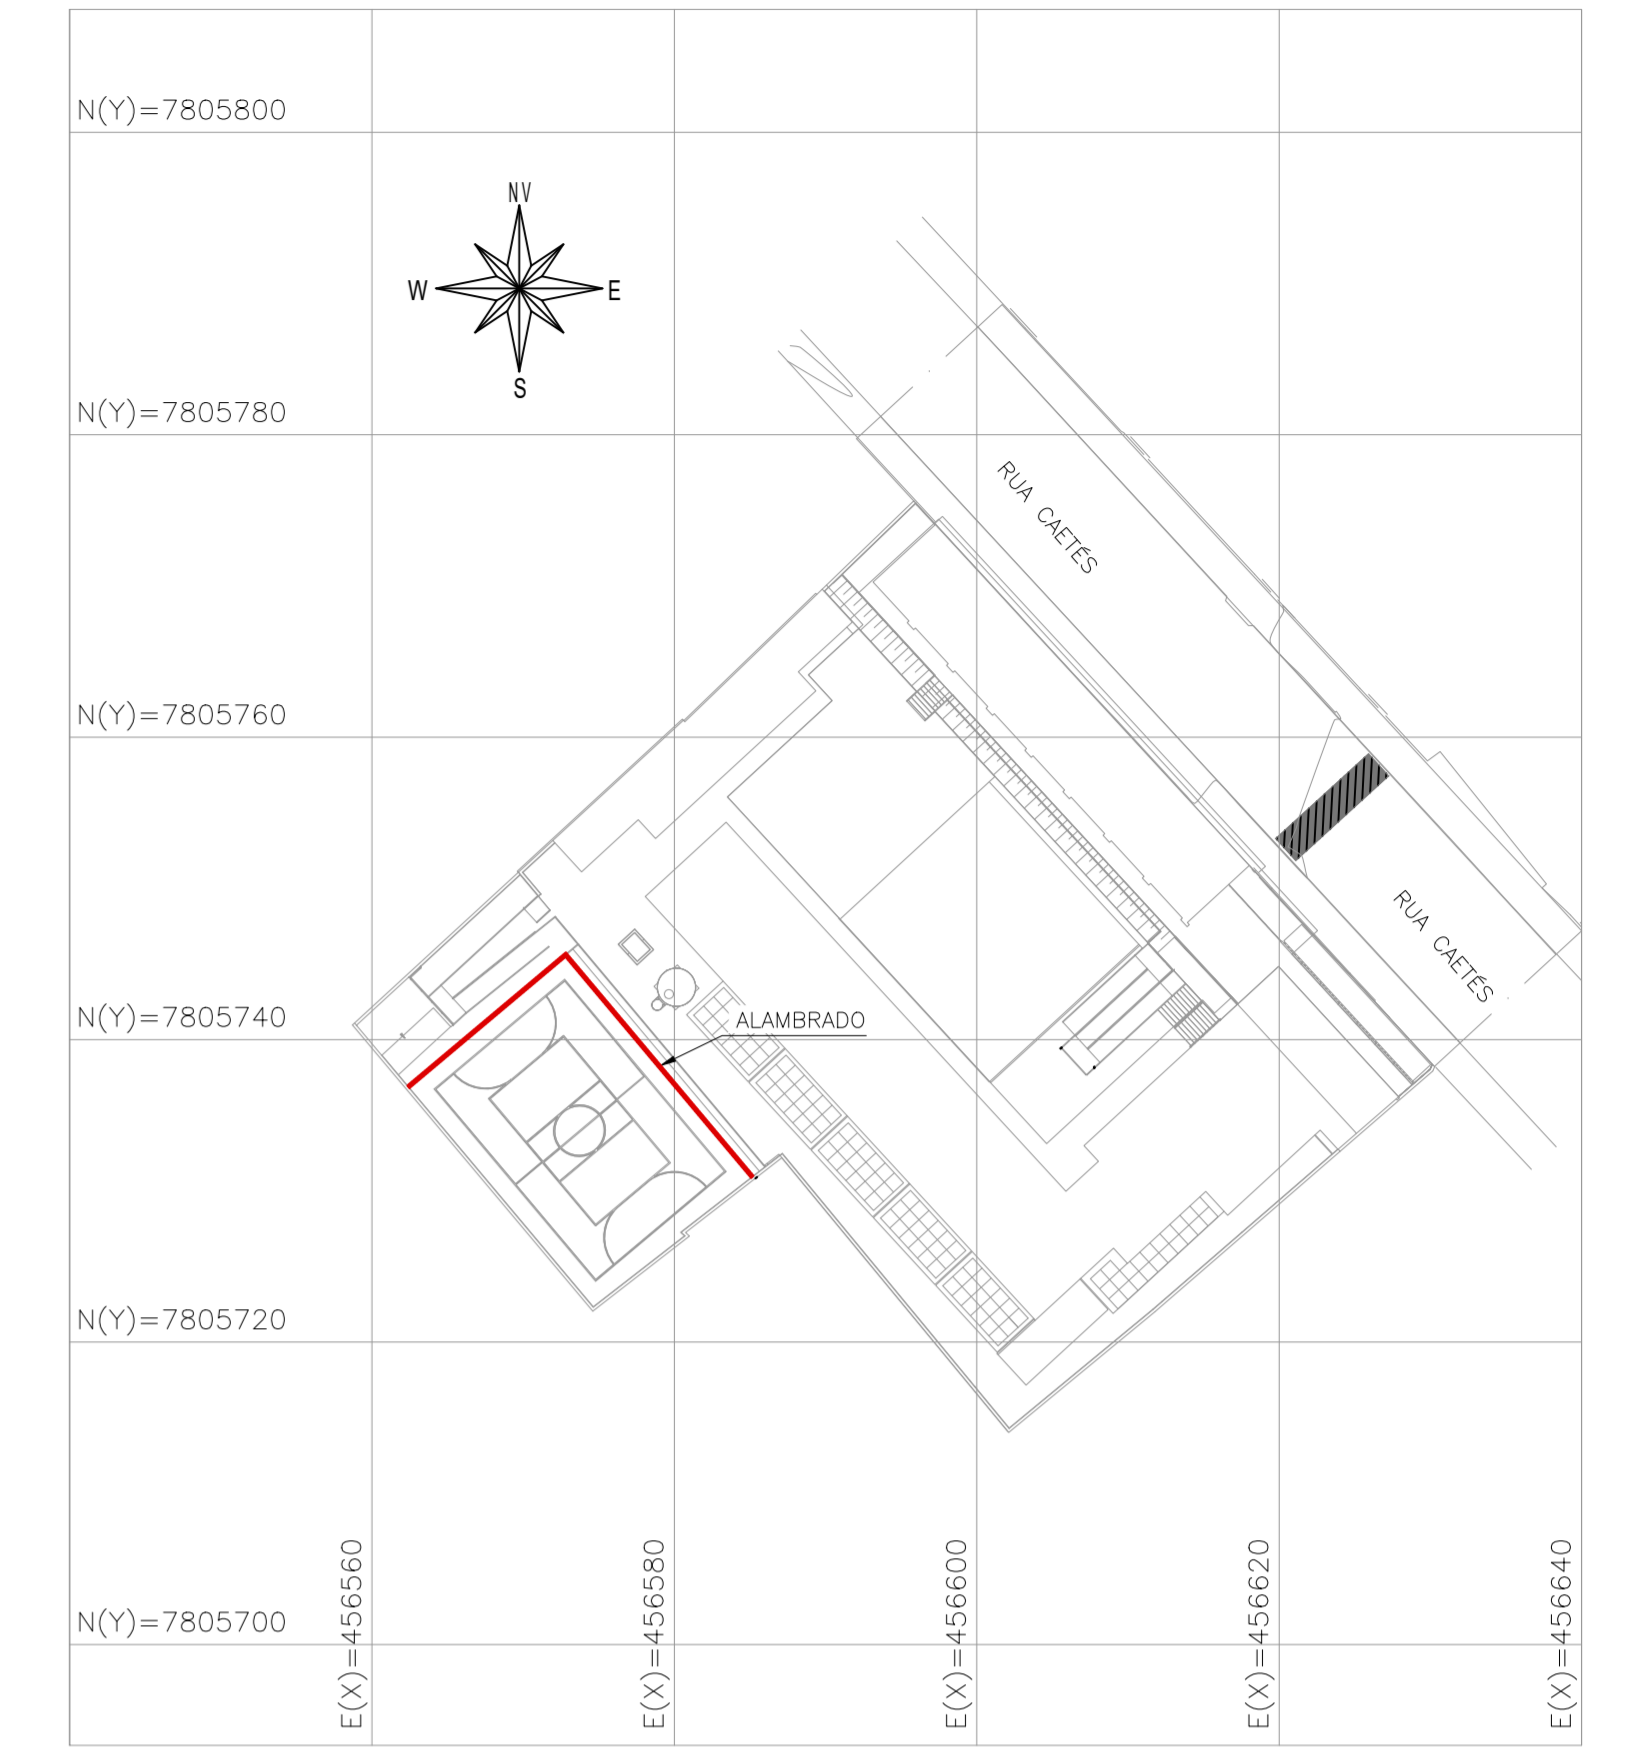 N(Y)=7805800
NV
W
E
S
N(Y)=7805780
RUA CAETÉS
N(Y)=7805760
RUA CAETÉS
N(Y)=7805740
ALAMBRADO
N(Y)=7805720
N(Y)=7805700
E(X)=456560
E(X)=456580
E(X)=456600
E(X)=456620
E(X)=456640